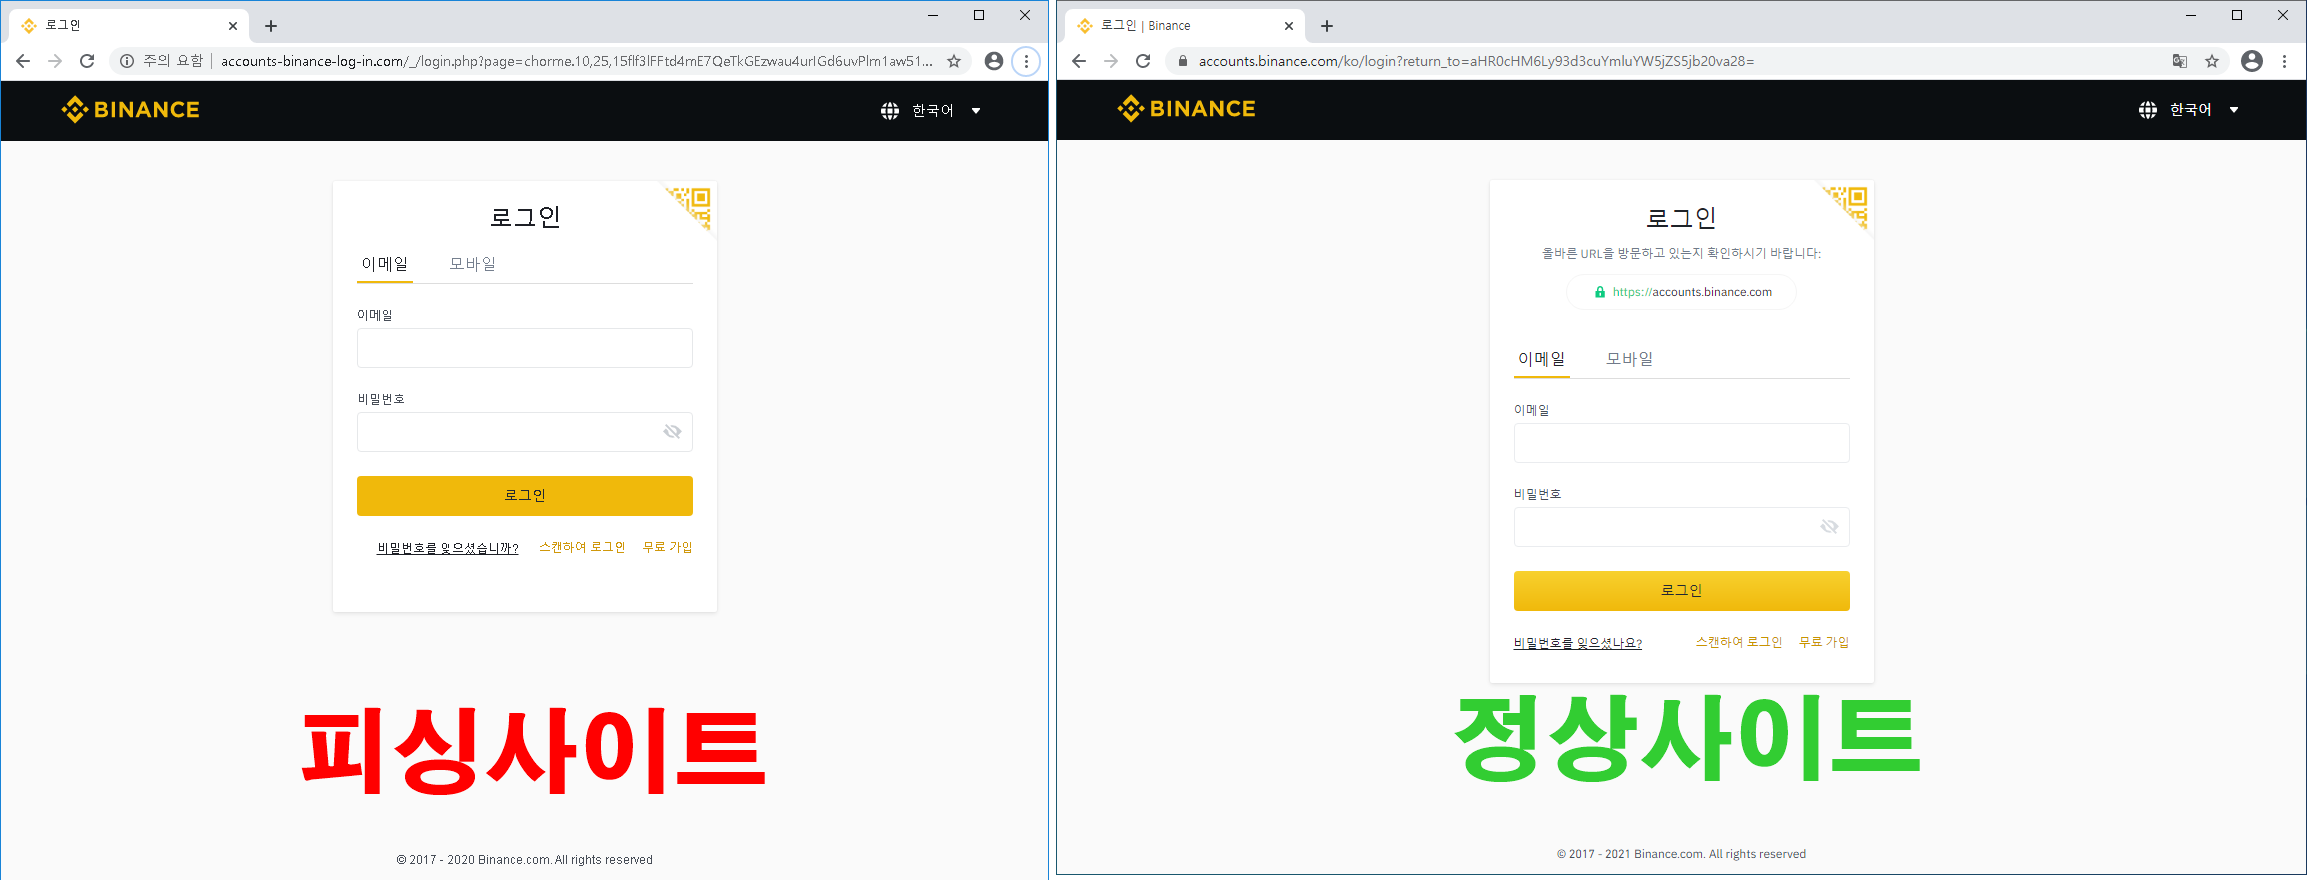 로그인
주의 요함 | accounts-binance-log-in.com/_/login.php?page=chorme.10,25,15flf3lFFtd4mE7QeTkGEzwau4urlGd6uvPlm1aw51...
BINANCE
한국어
로그인
이메일 모바일
이메일
비밀번호
로그인
비밀번호를 잊으셨습니까? 스캔하여 로그인 무료 가입
피싱사이트
© 2017 - 2020 Binance.com. All rights reserved
로그인 | Binance
accounts.binance.com/ko/login?return_to=aHR0cHM6Ly93d3cuYmluYW5jZS5jb20va28=
BINANCE
한국어
로그인
올바른 URL을 방문하고 있는지 확인하시기 바랍니다:
https://accounts.binance.com
이메일 모바일
이메일
비밀번호
로그인
비밀번호를 잊으셨나요? 스캔하여 로그인 무료 가입
정상사이트
© 2017 - 2021 Binance.com. All rights reserved